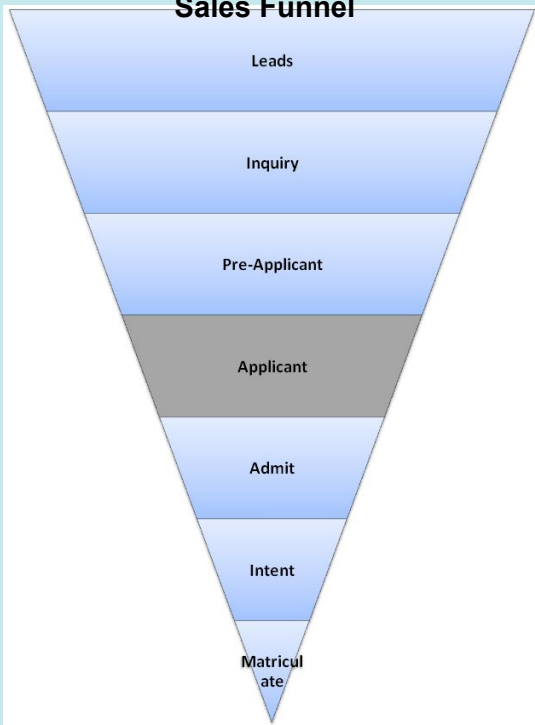 Sales Funnel
Leads
Inquiry
Pre-Applicant
Applicant
Admit
Intent
Matricul
ate